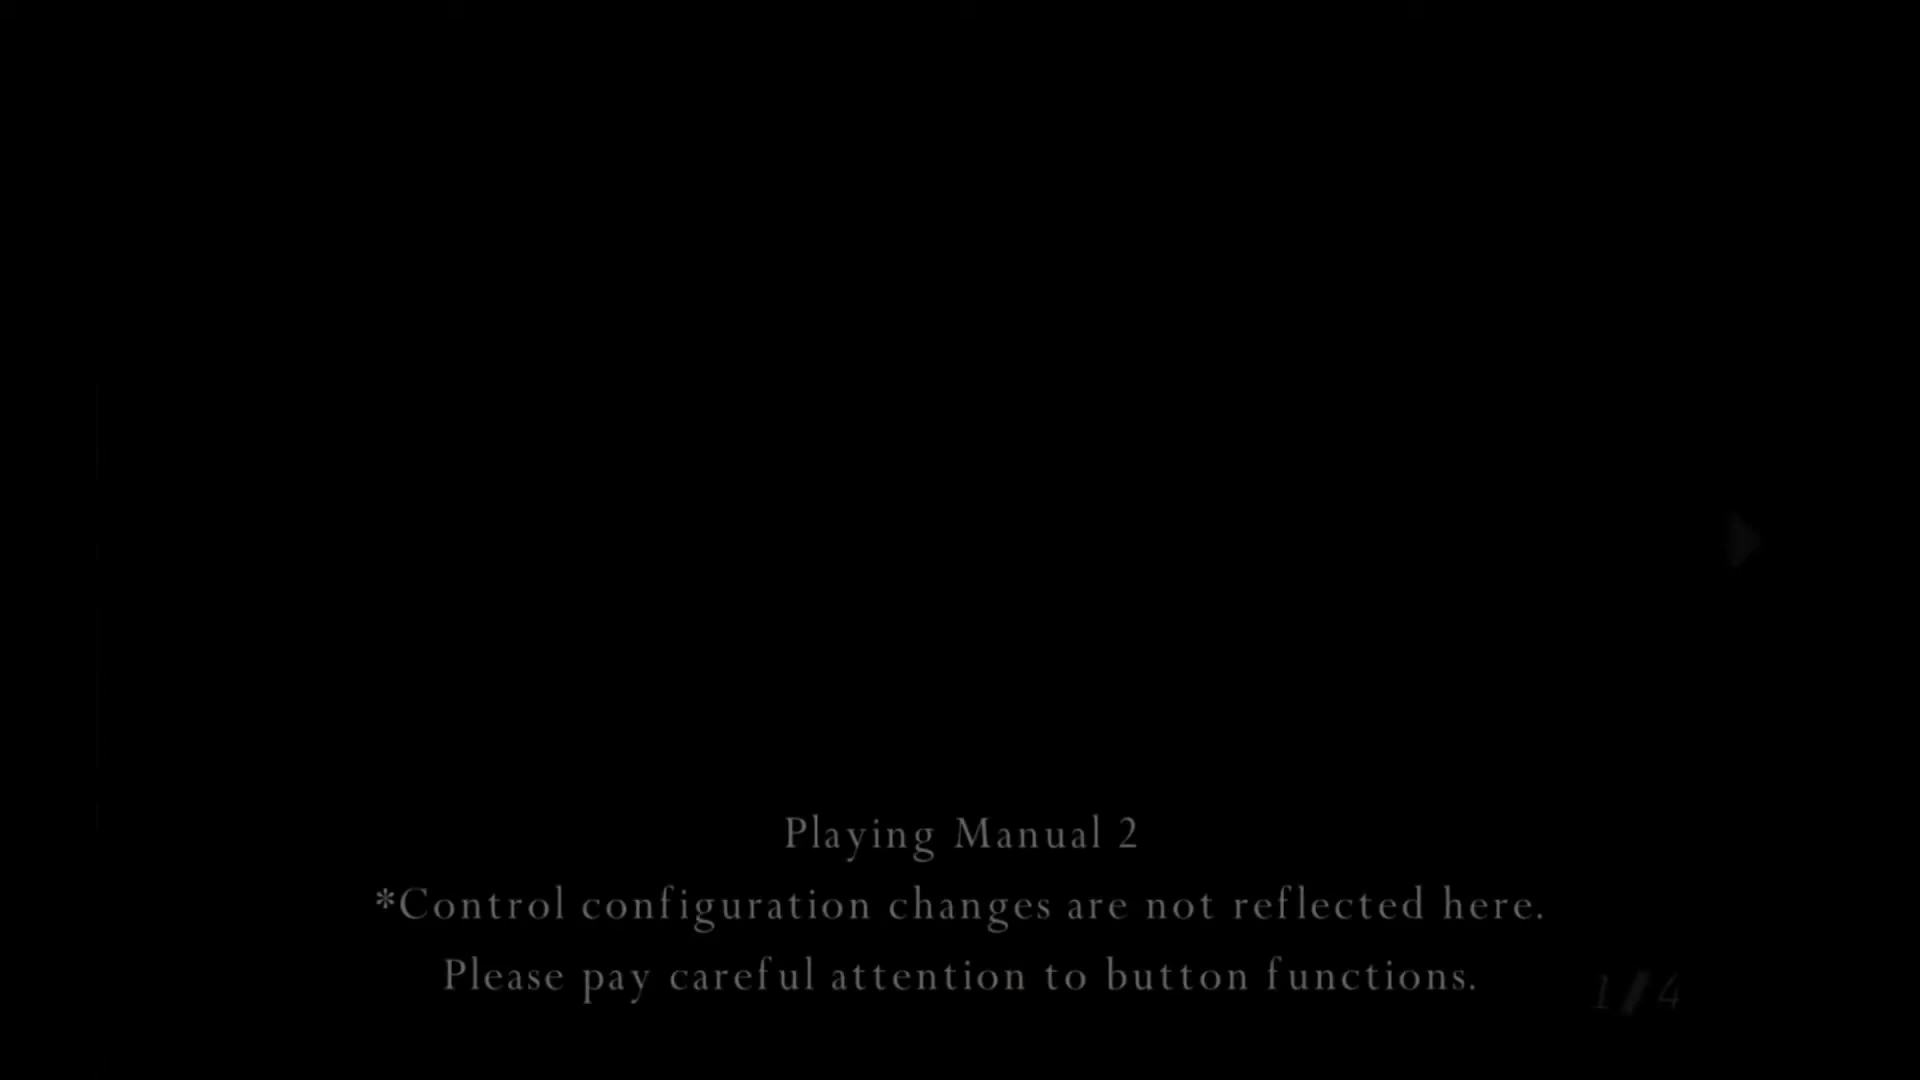 Playing Manual 2
*Control configuration changes are not reflected here.
Please pay careful attention to button functions.
1/4